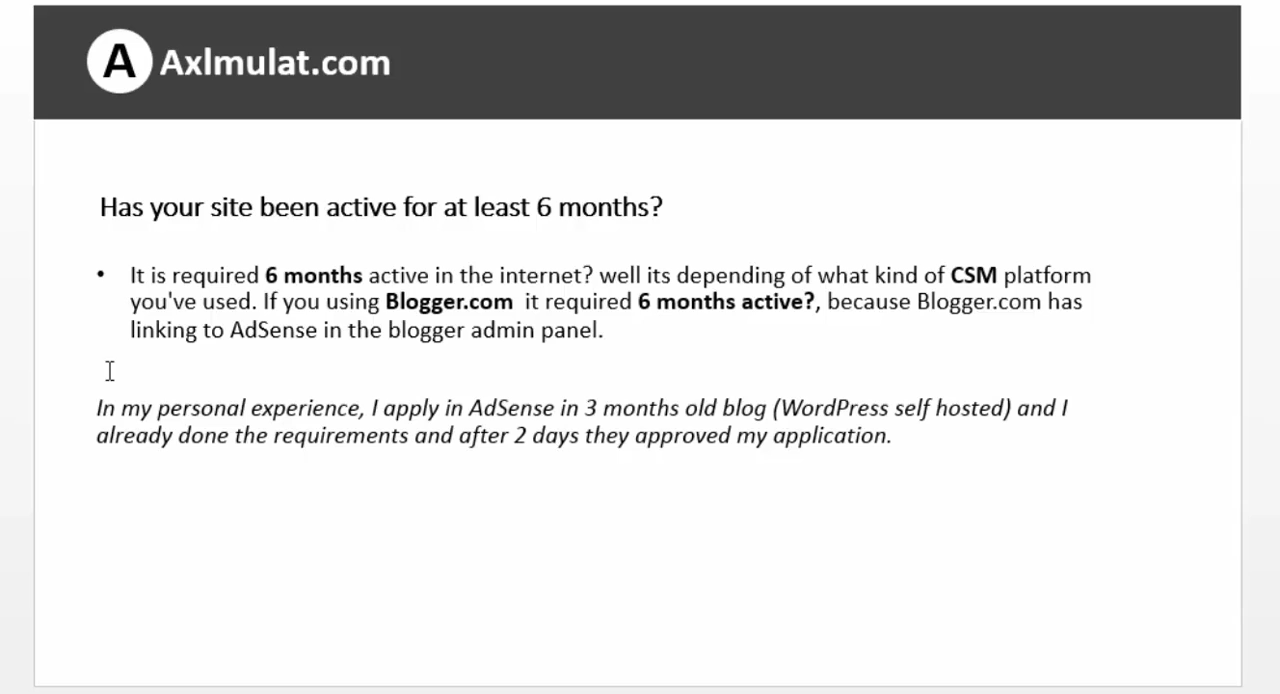 A Axlmulat.com
Has your site been active for at least 6 months?
• It is required 6 months active in the internet? well its depending of what kind of CSM platform
you've used. If you using Blogger.com it required 6 months active?, because Blogger.com has
linking to AdSense in the blogger admin panel.
In my personal experience, I apply in AdSense in 3 months old blog (WordPress self hosted) and I
already done the requirements and after 2 days they approved my application.